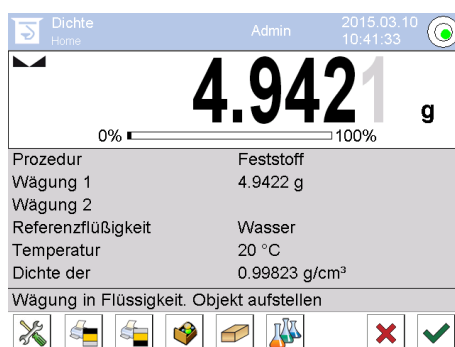 Dichte
Home
Admin
2015.03.10
10:41:33
4.9421 g
0% 100%
Prozedur Feststoff
Wägung 1 4.9422 g
Wägung 2
Referenzflüßigkeit Wasser
Temperatur 20 °C
Dichte der 0.99823 g/cm³
Wägung in Flüssigkeit. Objekt aufstellen